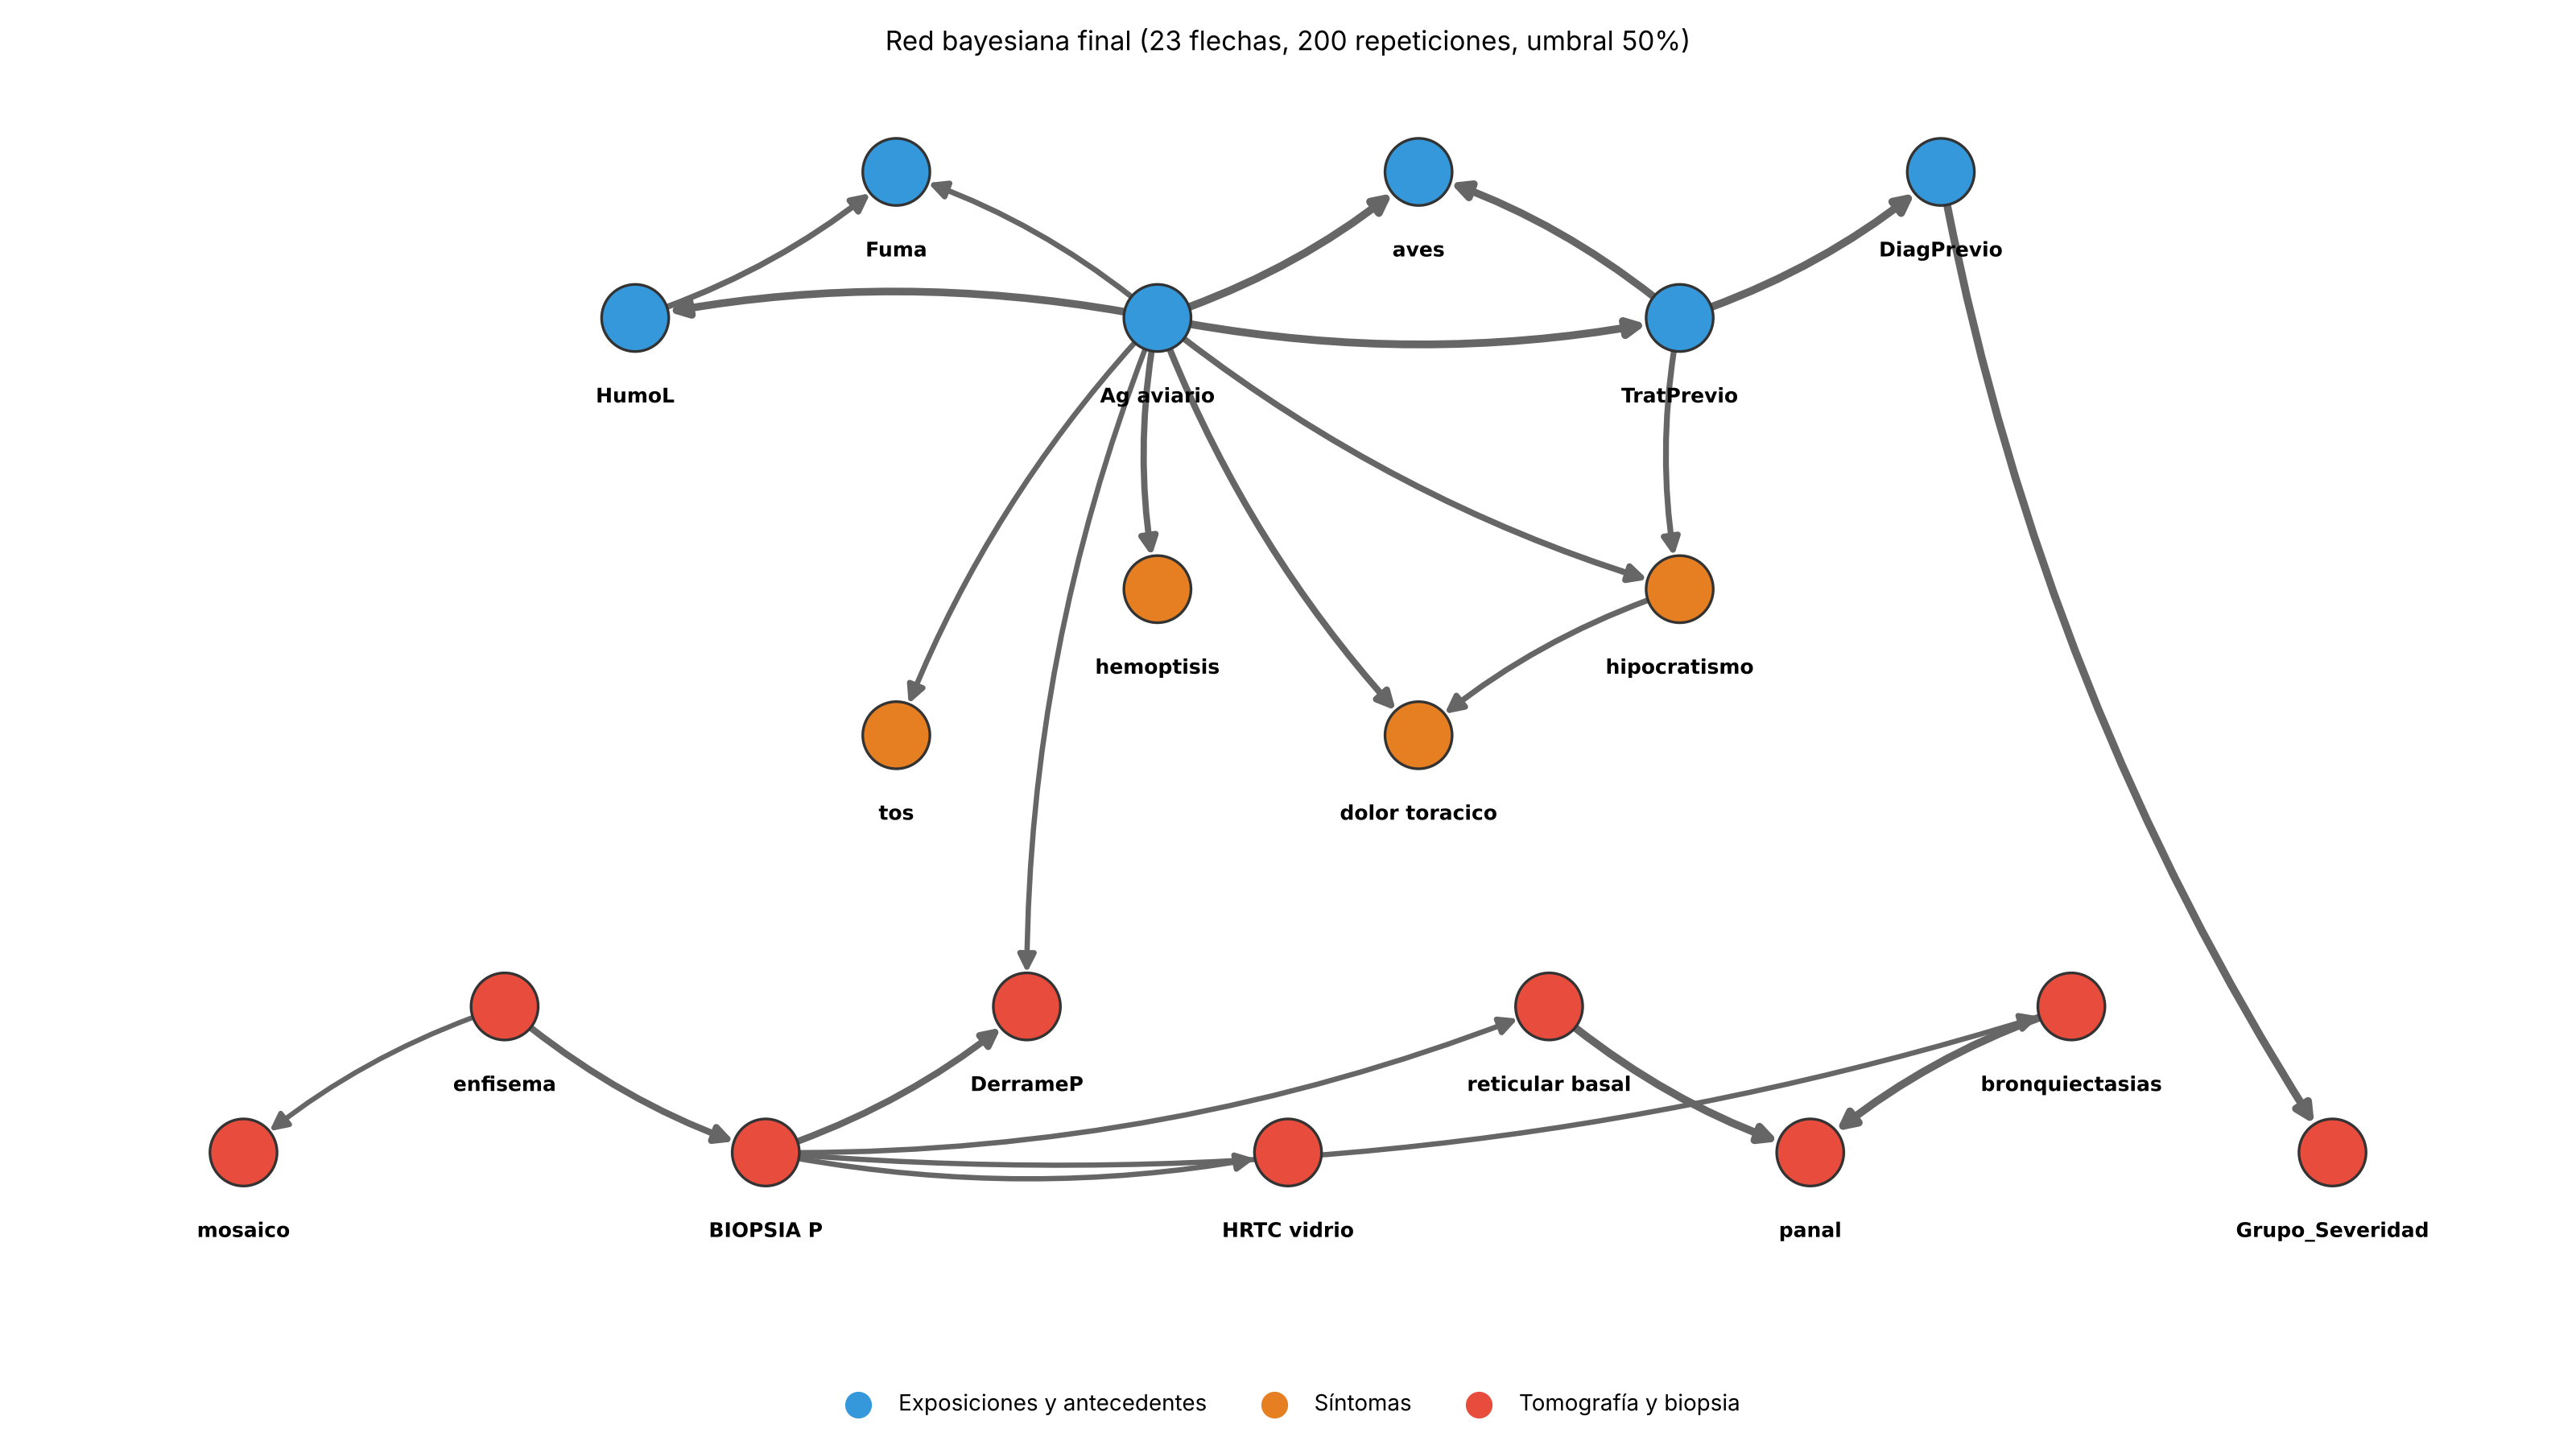 Red bayesiana final (23 flechas, 200 repeticiones, umbral 50%)
Fuma
aves
DiagPrevio
HumoL
Ag aviario
TratPrevio
hemoptisis
hipocratismo
tos
dolor toracico
enfisema
DerrameP
reticular basal
bronquiectasias
mosaico
BIOPSIA P
HRTC vidrio
panal
Grupo_Severidad
Exposiciones y antecedentes
Síntomas
Tomografía y biopsia